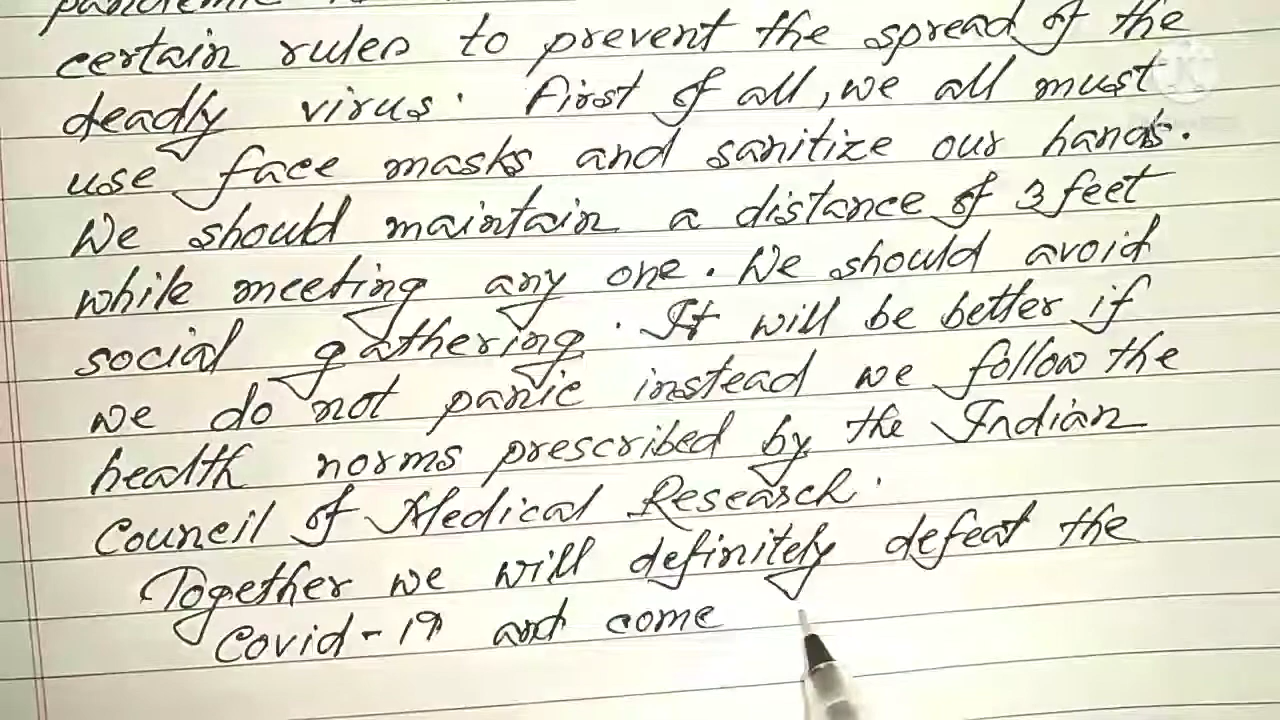 pandemic
certain rules to prevent the spread of the
deadly virus. First of all, we all must
use face masks and sanitize our hands.
We should maintain a distance of 3 feet
while meeting any one. We should avoid
social gathering. It will be better if
we do not panic instead we follow the
health norms prescribed by the Indian
Council of Medical Research.
Together we will definitely defeat the
Covid-19 and come